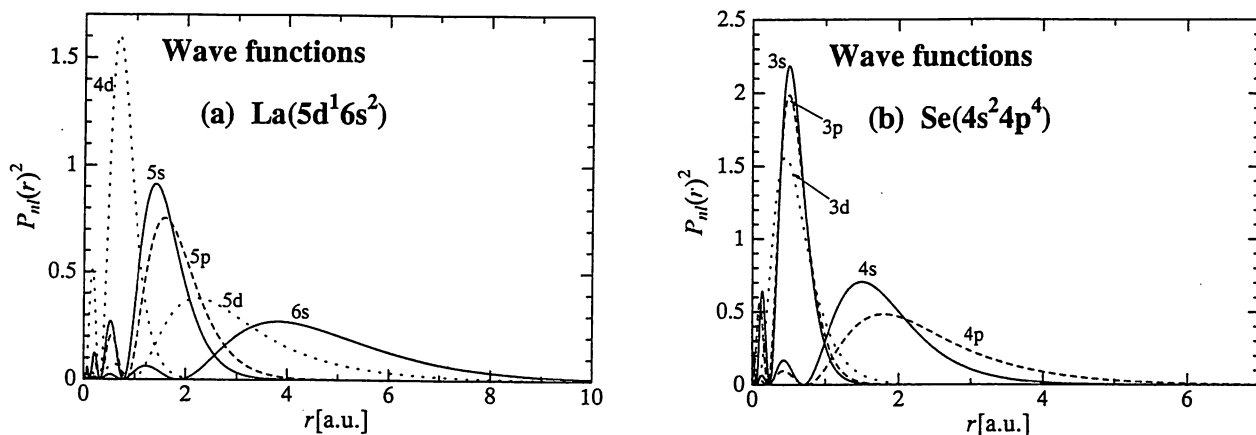 Wave functions
(a) La(5d¹6s²)
1.5
1
0.5
0
P_nl(r)²
4d
5s
5p
5d
6s
0 2 4 6 8 10
r[a.u.]
Wave functions
(b) Se(4s²4p⁴)
2.5
2
1.5
1
0.5
0
P_nl(r)²
3s
3p
3d
4s
4p
0 2 4 6
r[a.u.]